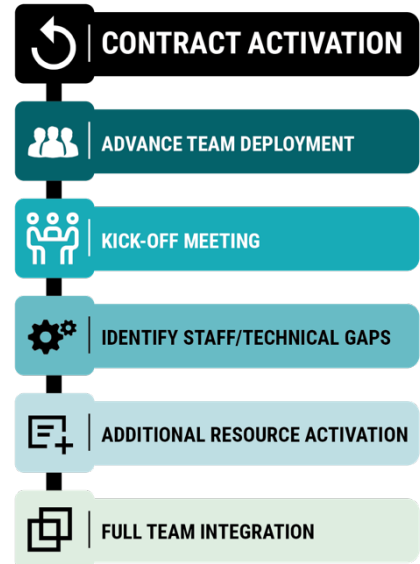 CONTRACT ACTIVATION
ADVANCE TEAM DEPLOYMENT
KICK-OFF MEETING
IDENTIFY STAFF/TECHNICAL GAPS
ADDITIONAL RESOURCE ACTIVATION
FULL TEAM INTEGRATION